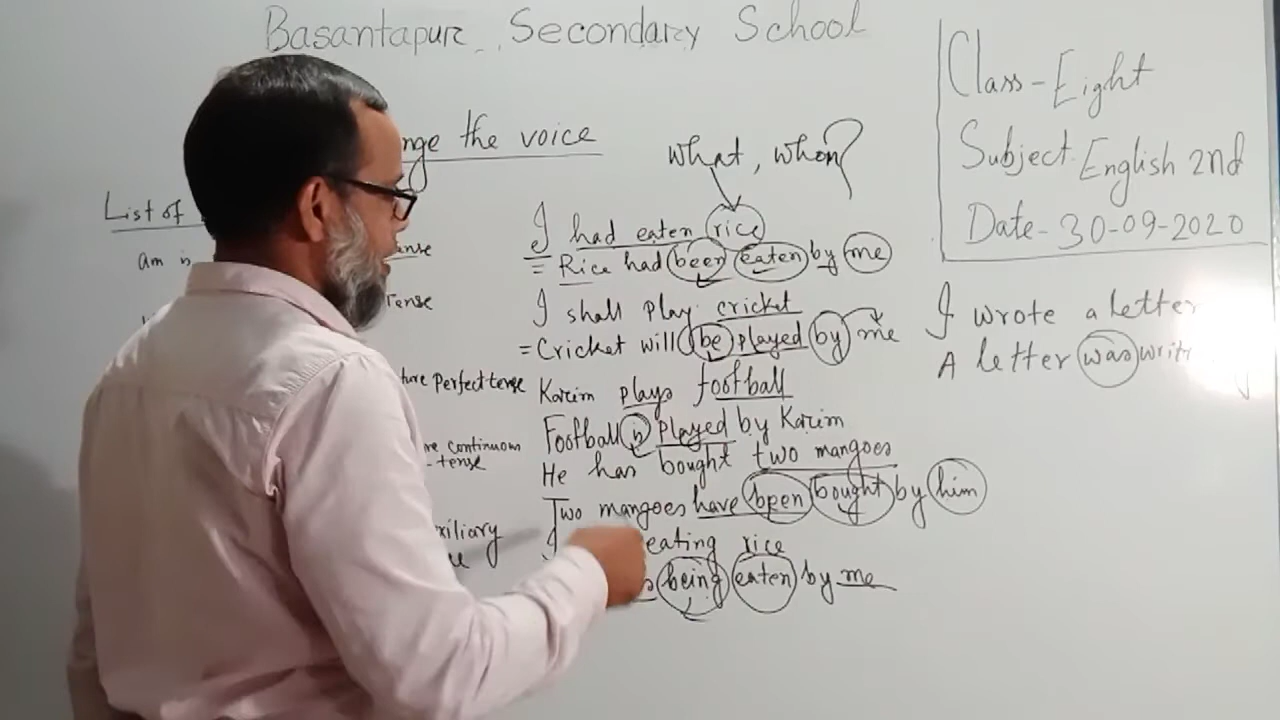 Basantapur Secondary School
Class-Eight
Subject: English 2nd
Date-30-09-2020
nge the voice
what, whom?
List of
am is
ense
Tense
ture perfect tense
re continuous
-tense
xiliary
I had eaten rice
= Rice had been eaten by me
I shall play cricket
= Cricket will be played by me
Karim plays football
Football is played by Karim
He has bought two mangoes
Two mangoes have been bought by him
I eating rice
s being eaten by me
I wrote a letter
A letter was writt